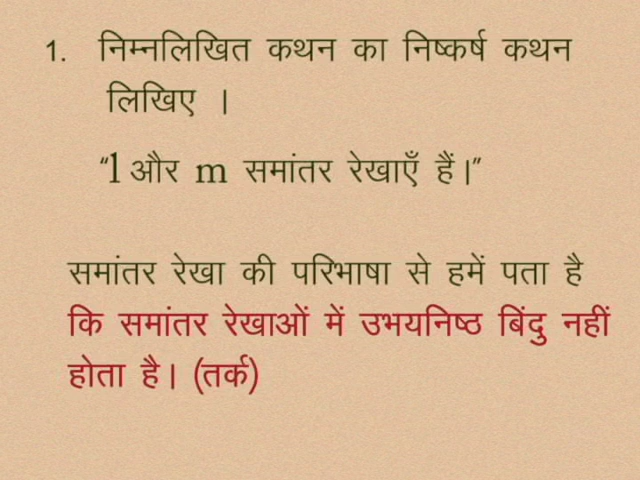 1. निम्नलिखित कथन का निष्कर्ष कथन
लिखिए ।
“l और m समांतर रेखाएँ हैं।”
समांतर रेखा की परिभाषा से हमें पता है
कि समांतर रेखाओं में उभयनिष्ठ बिंदु नहीं
होता है। (तर्क)